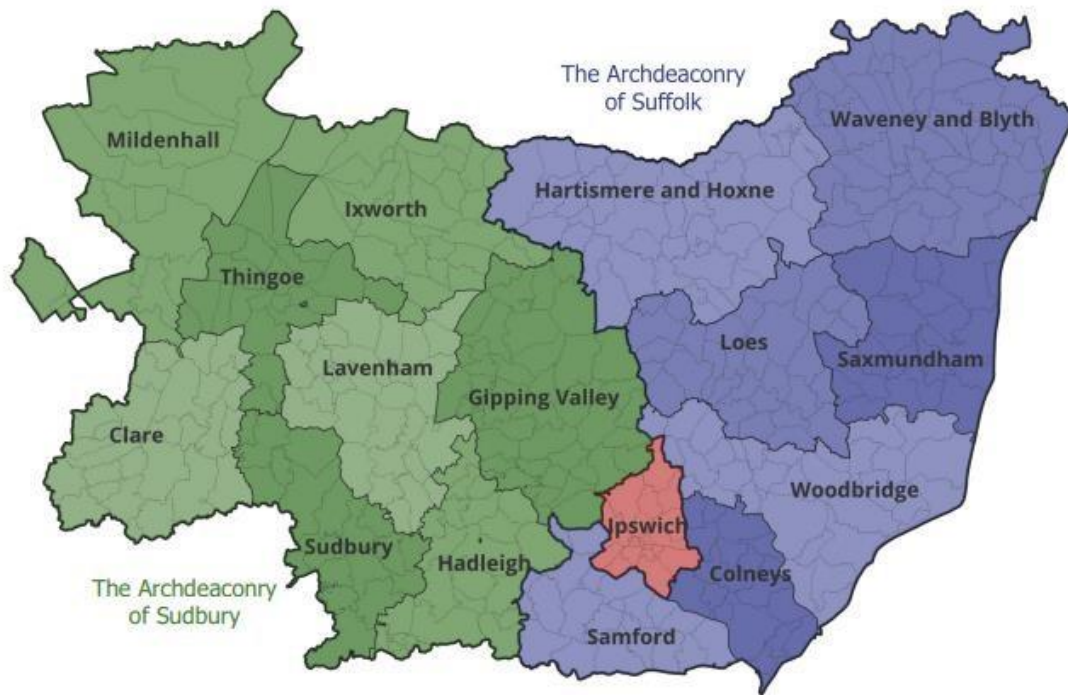 The Archdeaconry
of Suffolk
Waveney and Blyth
Mildenhall
Hartismere and Hoxne
Ixworth
Thingoe
Loes
Saxmundham
Lavenham
Gipping Valley
Clare
Woodbridge
Ipswich
Sudbury
Hadleigh
Colneys
The Archdeaconry
of Sudbury
Samford